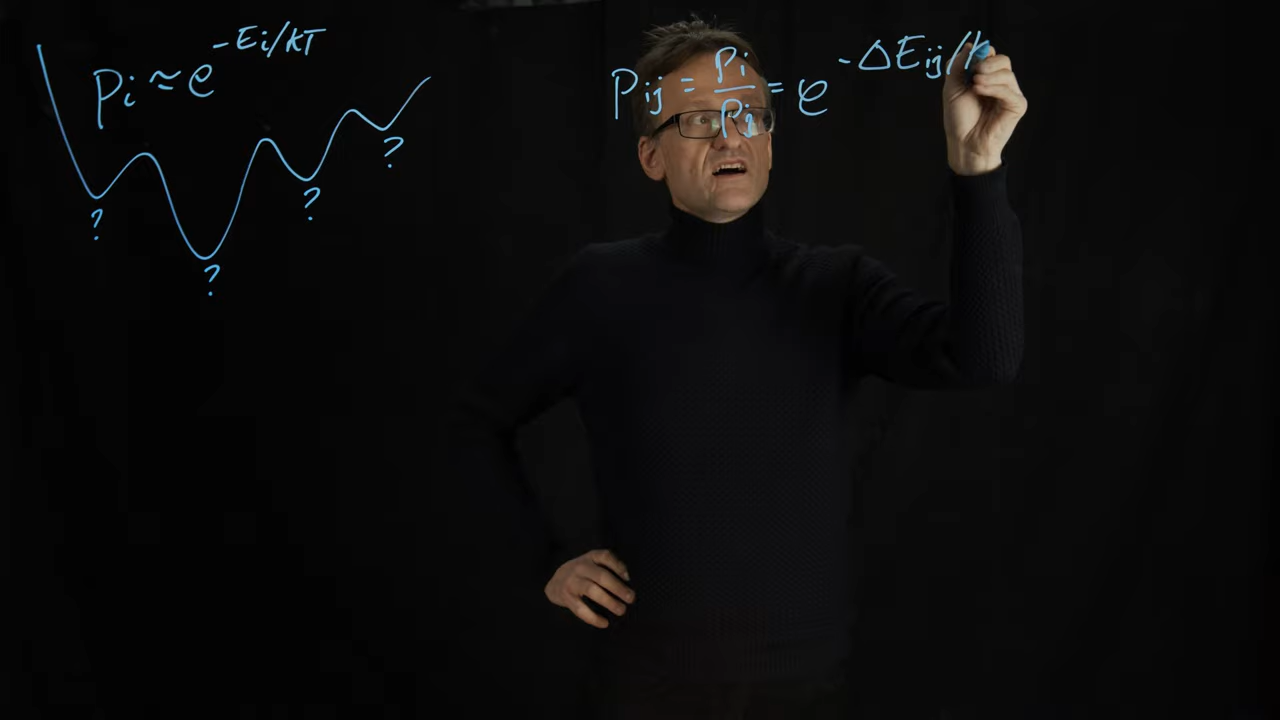 Pi ~ e^-Ei/kT
Pij = Pi/Pj = e^-ΔEij/k
?
?
?
?